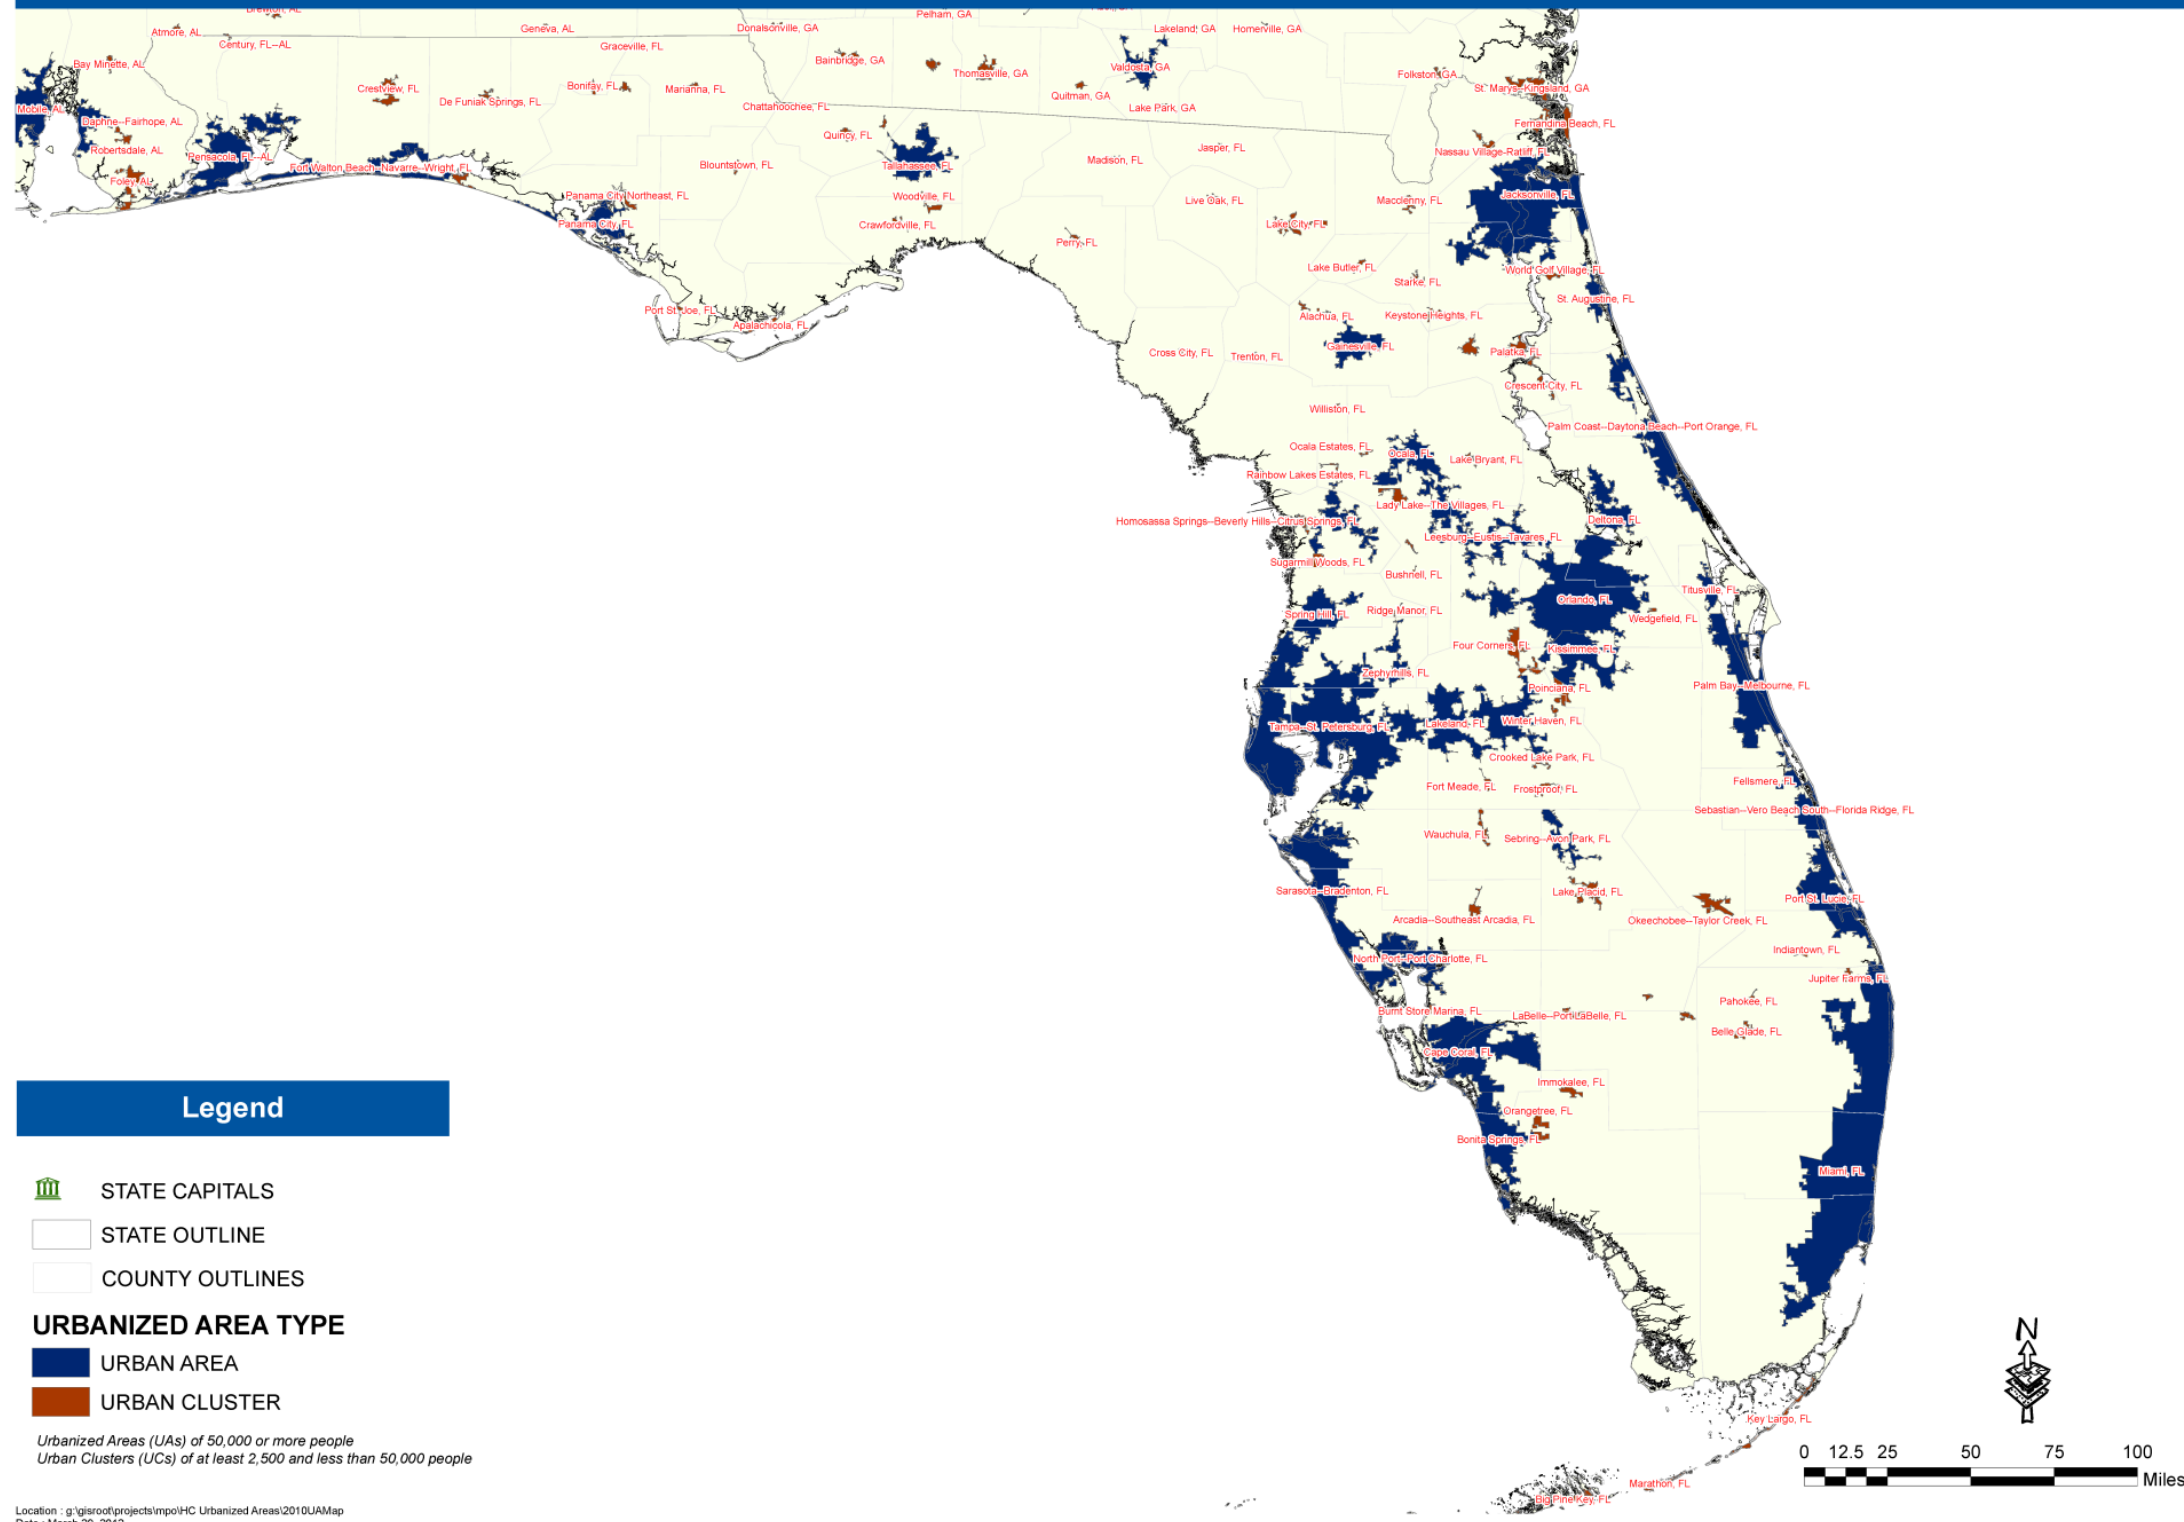 Brewton, AL
Pelham, GA
Atmore, AL
Century, FL--AL
Geneva, AL
Graceville, FL
Donalsonville, GA
Lakeland, GA
Homerville, GA
Bay Minette, AL
Bainbridge, GA
Thomasville, GA
Valdosta, GA
Folkston, GA
Crestview, FL
De Funiak Springs, FL
Bonifay, FL
Marianna, FL
Chattahoochee, FL
Quitman, GA
Lake Park, GA
St. Marys--Kingsland, GA
Mobile, AL
Daphne--Fairhope, AL
Fernandina Beach, FL
Robertsdale, AL
Pensacola, FL--AL
Quincy, FL
Jasper, FL
Nassau Village-Ratliff, FL
Fort Walton Beach--Navarre--Wright, FL
Blountstown, FL
Tallahassee, FL
Madison, FL
Foley, AL
Panama City Northeast, FL
Woodville, FL
Live Oak, FL
Macclenny, FL
Jacksonville, FL
Panama City, FL
Crawfordville, FL
Perry, FL
Lake City, FL
Lake Butler, FL
World Golf Village, FL
Starke, FL
St. Augustine, FL
Port St. Joe, FL
Apalachicola, FL
Alachua, FL
Keystone Heights, FL
Cross City, FL
Trenton, FL
Gainesville, FL
Palatka, FL
Crescent City, FL
Williston, FL
Palm Coast--Daytona Beach--Port Orange, FL
Ocala Estates, FL
Ocala, FL
Lake Bryant, FL
Rainbow Lakes Estates, FL
Lady Lake--The Villages, FL
Homosassa Springs--Beverly Hills--Citrus Springs, FL
Deltona, FL
Leesburg--Eustis--Tavares, FL
Sugarmill Woods, FL
Bushnell, FL
Titusville, FL
Spring Hill, FL
Ridge Manor, FL
Orlando, FL
Wedgefield, FL
Four Corners, FL
Kissimmee, FL
Zephyrhills, FL
Poinciana, FL
Palm Bay--Melbourne, FL
Tampa--St. Petersburg, FL
Lakeland, FL
Winter Haven, FL
Crooked Lake Park, FL
Fort Meade, FL
Frostproof, FL
Fellsmere, FL
Sebastian--Vero Beach South--Florida Ridge, FL
Wauchula, FL
Sebring--Avon Park, FL
Sarasota--Bradenton, FL
Lake Placid, FL
Port St. Lucie, FL
Arcadia--Southeast Arcadia, FL
Okeechobee--Taylor Creek, FL
North Port--Port Charlotte, FL
Indiantown, FL
Jupiter Farms, FL
Burnt Store Marina, FL
LaBelle--Port LaBelle, FL
Pahokee, FL
Belle Glade, FL
Cape Coral, FL
Immokalee, FL
Orangetree, FL
Bonita Springs, FL
Miami, FL
Key Largo, FL
Marathon, FL
Big Pine Key, FL
Legend
STATE CAPITALS
STATE OUTLINE
COUNTY OUTLINES
URBANIZED AREA TYPE
URBAN AREA
URBAN CLUSTER
Urbanized Areas (UAs) of 50,000 or more people
Urban Clusters (UCs) of at least 2,500 and less than 50,000 people
N
0 12.5 25 50 75 100
Miles
Location : g:\gisroot\projects\mpo\HC Urbanized Areas\2010UAMap